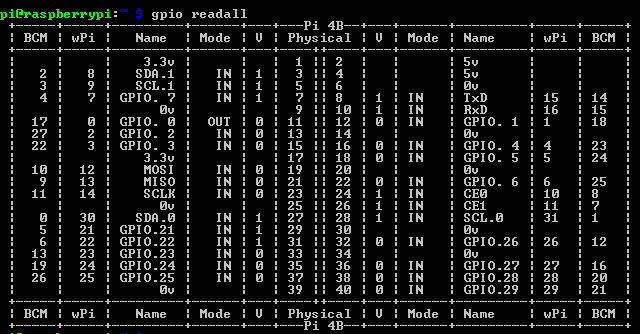 pi@raspberrypi:~ $ gpio readall
+-----+-----+---------+------+---+---Pi 4B--+---+------+---------+-----+-----+
| BCM | wPi |   Name  | Mode | V | Physical | V | Mode | Name    | wPi | BCM |
+-----+-----+---------+------+---+----++----+---+------+---------+-----+-----+
|     |     |    3.3v |      |   |  1 || 2  |   |      | 5v      |     |     |
|   2 |   8 |   SDA.1 |   IN | 1 |  3 || 4  |   |      | 5v      |     |     |
|   3 |   9 |   SCL.1 |   IN | 1 |  5 || 6  |   |      | 0v      |     |     |
|   4 |   7 | GPIO. 7 |   IN | 1 |  7 || 8  | 1 | IN   | TxD     | 15  | 14  |
|     |     |      0v |      |   |  9 || 10 | 1 | IN   | RxD     | 16  | 15  |
|  17 |   0 | GPIO. 0 |  OUT | 0 | 11 || 12 | 0 | IN   | GPIO. 1 | 1   | 18  |
|  27 |   2 | GPIO. 2 |   IN | 0 | 13 || 14 |   |      | 0v      |     |     |
|  22 |   3 | GPIO. 3 |   IN | 0 | 15 || 16 | 0 | IN   | GPIO. 4 | 4   | 23  |
|     |     |    3.3v |      |   | 17 || 18 | 0 | IN   | GPIO. 5 | 5   | 24  |
|  10 |  12 |    MOSI |   IN | 0 | 19 || 20 |   |      | 0v      |     |     |
|   9 |  13 |    MISO |   IN | 0 | 21 || 22 | 0 | IN   | GPIO. 6 | 6   | 25  |
|  11 |  14 |    SCLK |   IN | 0 | 23 || 24 | 1 | IN   | CE0     | 10  | 8   |
|     |     |      0v |      |   | 25 || 26 | 1 | IN   | CE1     | 11  | 7   |
|   0 |  30 |   SDA.0 |   IN | 1 | 27 || 28 | 1 | IN   | SCL.0   | 31  | 1   |
|   5 |  21 | GPIO.21 |   IN | 1 | 29 || 30 |   |      | 0v      |     |     |
|   6 |  22 | GPIO.22 |   IN | 1 | 31 || 32 | 0 | IN   | GPIO.26 | 26  | 12  |
|  13 |  23 | GPIO.23 |   IN | 0 | 33 || 34 |   |      | 0v      |     |     |
|  19 |  24 | GPIO.24 |   IN | 0 | 35 || 36 | 0 | IN   | GPIO.27 | 27  | 16  |
|  26 |  25 | GPIO.25 |   IN | 0 | 37 || 38 | 0 | IN   | GPIO.28 | 28  | 20  |
|     |     |      0v |      |   | 39 || 40 | 0 | IN   | GPIO.29 | 29  | 21  |
+-----+-----+---------+------+---+----++----+---+------+---------+-----+-----+
| BCM | wPi |   Name  | Mode | V | Physical | V | Mode | Name    | wPi | BCM |
+-----+-----+---------+------+---+---Pi 4B--+---+------+---------+-----+-----+